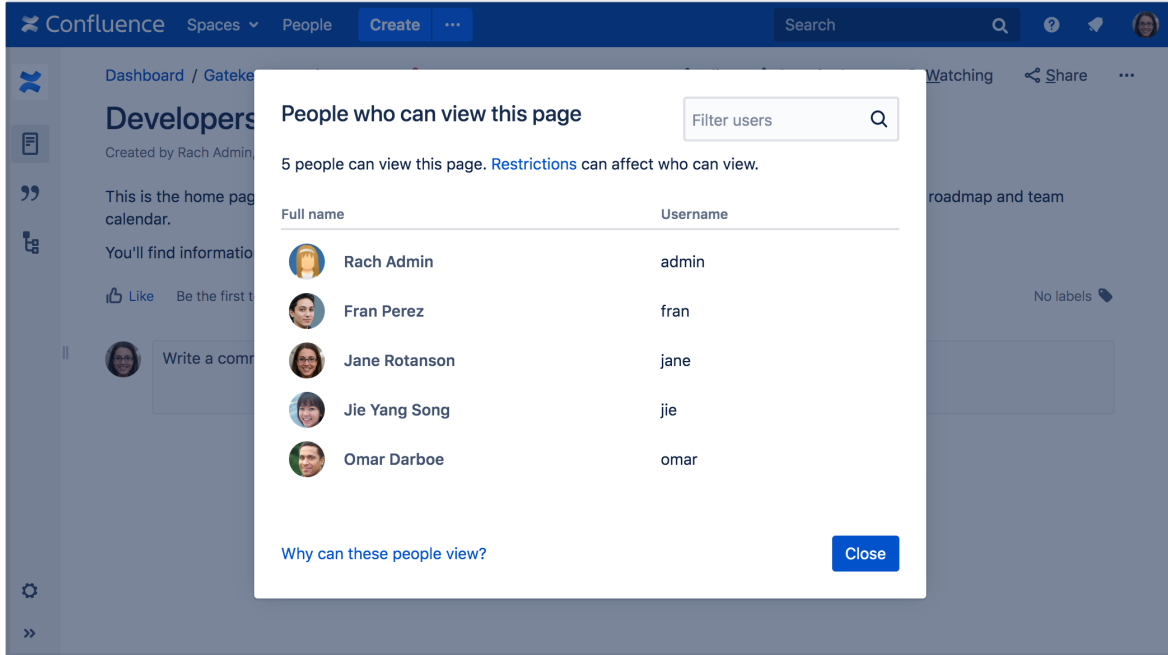 Confluence Spaces People Create ··· Search
Dashboard / Gateke
Watching Share ···
People who can view this page
Filter users
Developers
Created by Rach Admin,
5 people can view this page. Restrictions can affect who can view.
This is the home pag
roadmap and team
calendar.
Full name Username
You'll find informatio
Rach Admin admin
Like Be the first t
No labels
Fran Perez fran
Write a comm
Jane Rotanson jane
Jie Yang Song jie
Omar Darboe omar
Why can these people view?
Close